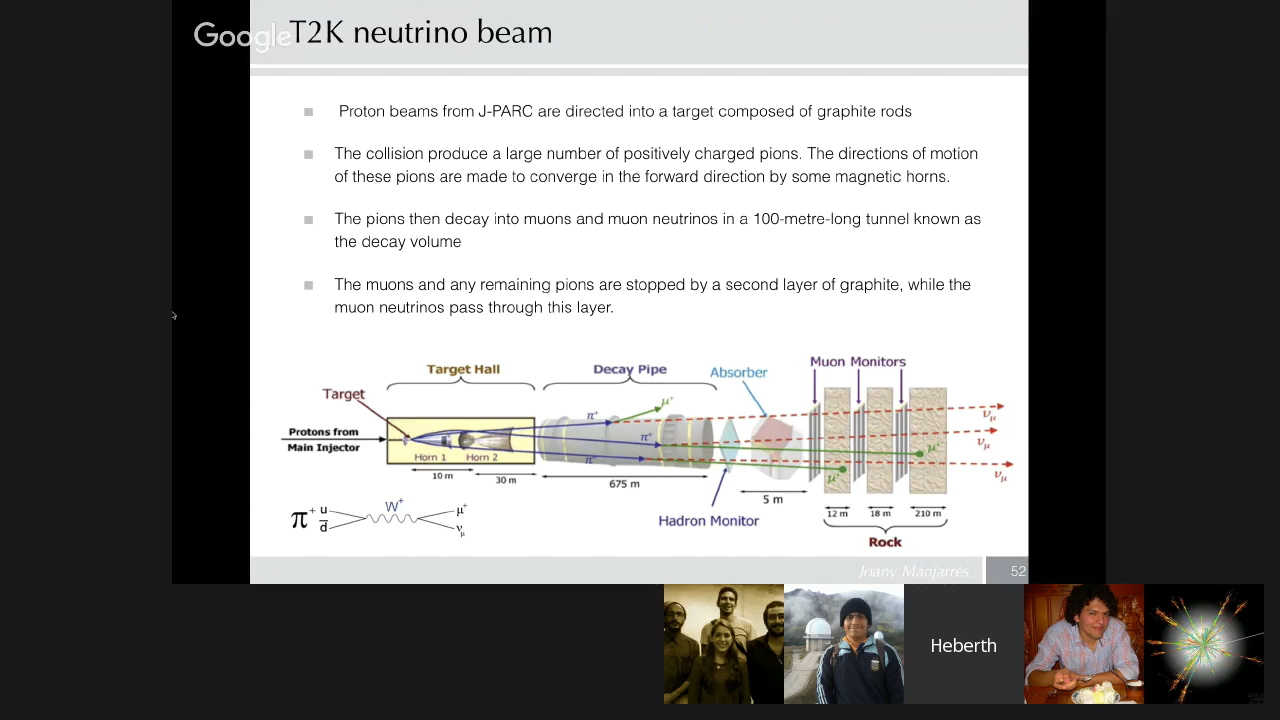 Google
T2K neutrino beam
Proton beams from J-PARC are directed into a target composed of graphite rods
The collision produce a large number of positively charged pions. The directions of motion
of these pions are made to converge in the forward direction by some magnetic horns.
The pions then decay into muons and muon neutrinos in a 100-metre-long tunnel known as
the decay volume
The muons and any remaining pions are stopped by a second layer of graphite, while the
muon neutrinos pass through this layer.
Muon Monitors
Target Hall
Decay Pipe
Absorber
Target
μ+
π+
νμ
Protons from
Main Injector
π+
νμ
μ+
Horn 1
Horn 2
π+
νμ
μ+
10 m
30 m
675 m
5 m
12 m
18 m
210 m
Hadron Monitor
Rock
π+
u
d̅
W+
μ+
νμ
Joany Manjarrés
52
Heberth